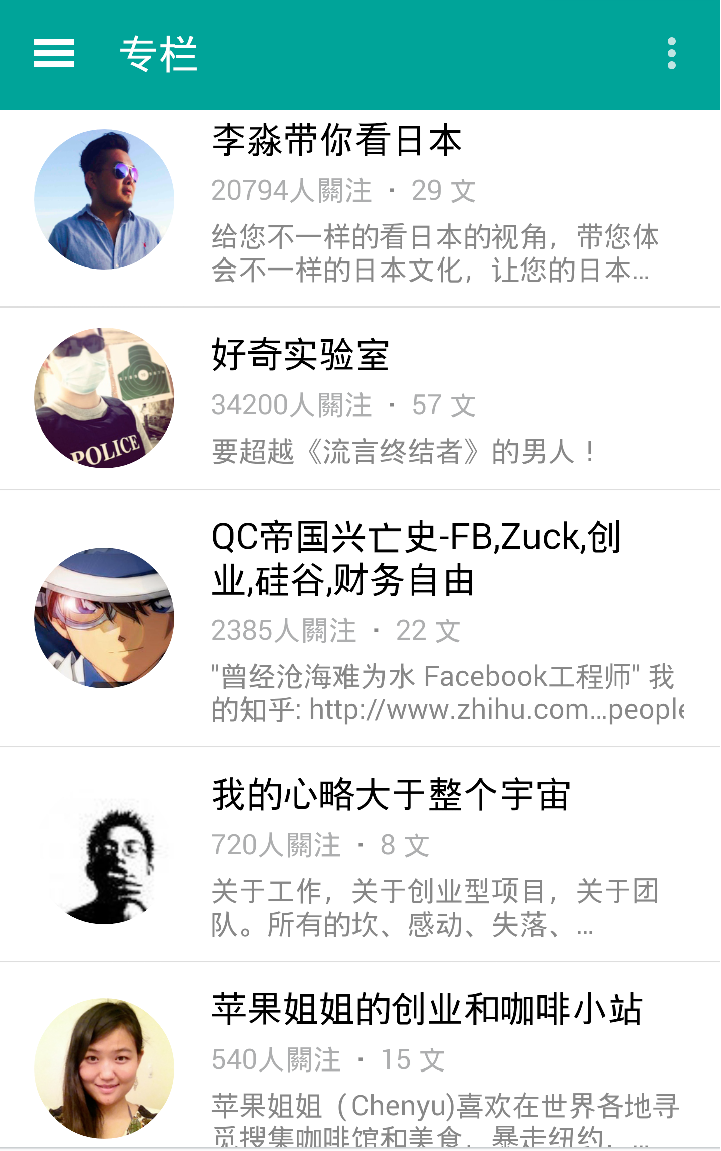 专栏
李淼带你看日本
20794人關注 · 29 文
给您不一样的看日本的视角，带您体
会不一样的日本文化，让您的日本...
好奇实验室
34200人關注 · 57 文
要超越《流言终结者》的男人！
POLICE
QC帝国兴亡史-FB,Zuck,创
业,硅谷,财务自由
2385人關注 · 22 文
"曾经沧海难为水 Facebook工程师" 我
的知乎: http://www.zhihu.com...people
我的心略大于整个宇宙
720人關注 · 8 文
关于工作，关于创业型项目，关于团
队。所有的坎、感动、失落、...
苹果姐姐的创业和咖啡小站
540人關注 · 15 文
苹果姐姐（Chenyu)喜欢在世界各地寻
觅搜集咖啡馆和美食，暴走纽约，...